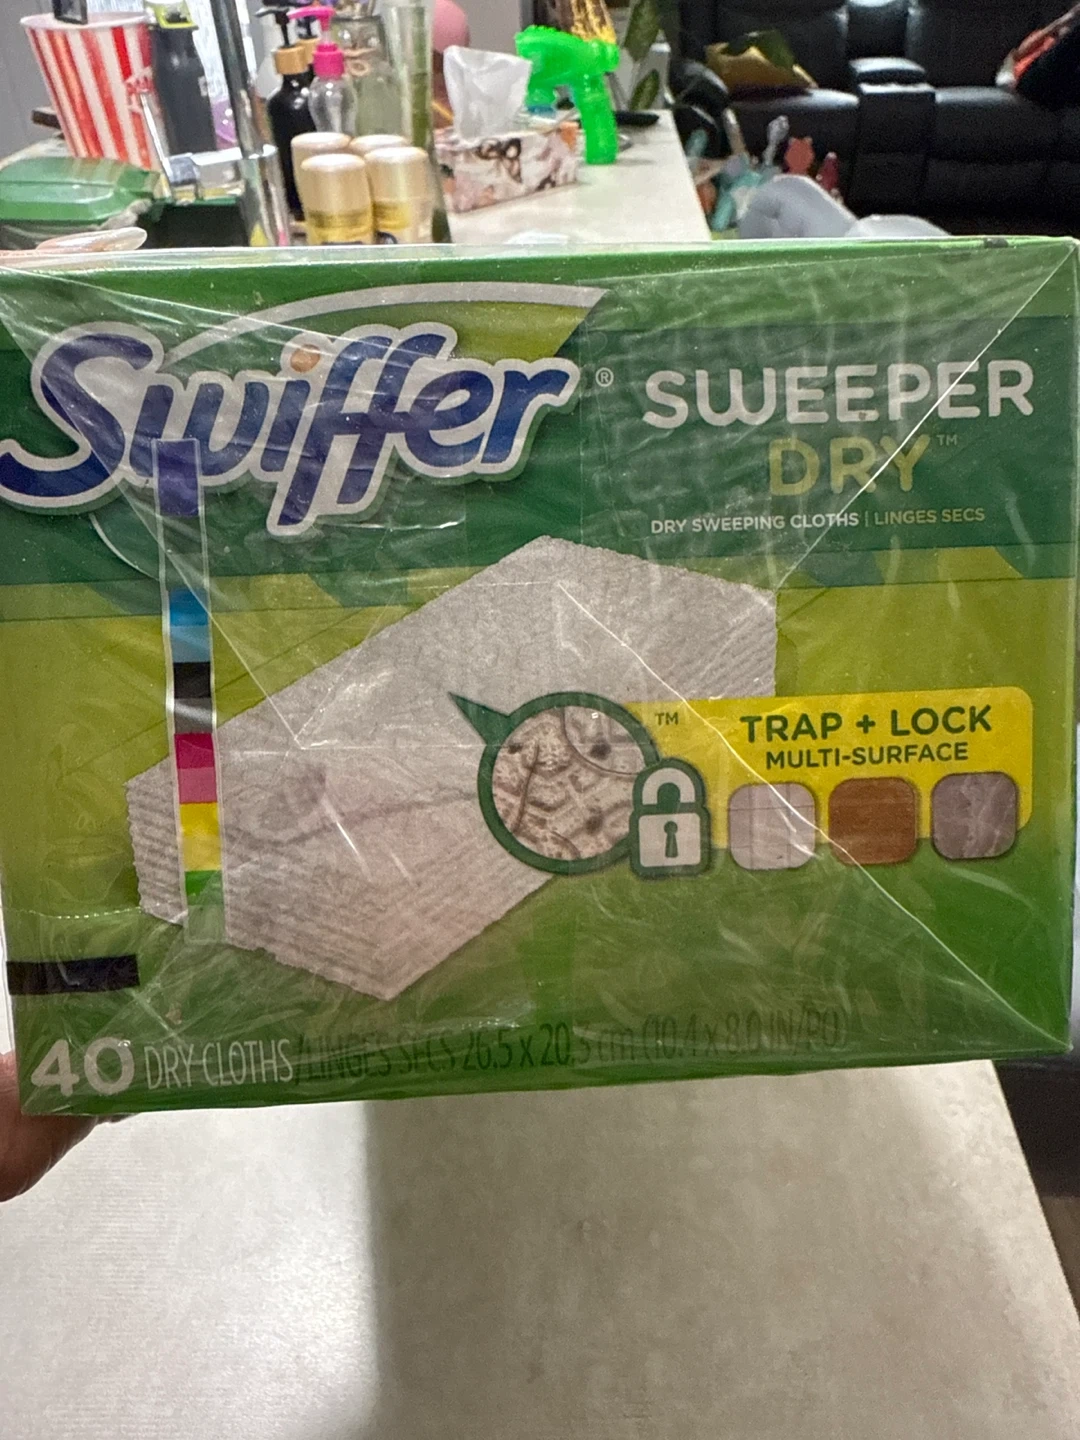 Swiffer®
SWEEPER
DRY™
DRY SWEEPING CLOTHS | LINGES SECS
™
TRAP + LOCK
MULTI-SURFACE
40 DRY CLOTHS/LINGES SECS 26.5 x 20.3 cm (10.4 x 8.0 IN/PO)